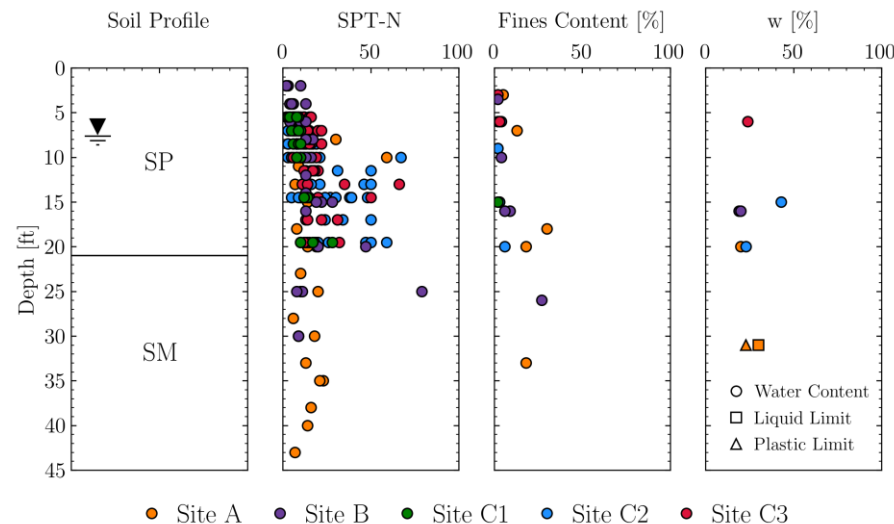 Soil Profile SPT-N Fines Content [%] w [%]
0 50 100 0 50 100 0 50 100
0
5
10
15
20
25
30
35
40
45
Depth [ft]
SP
SM
Water Content
Liquid Limit
Plastic Limit
Site A Site B Site C1 Site C2 Site C3